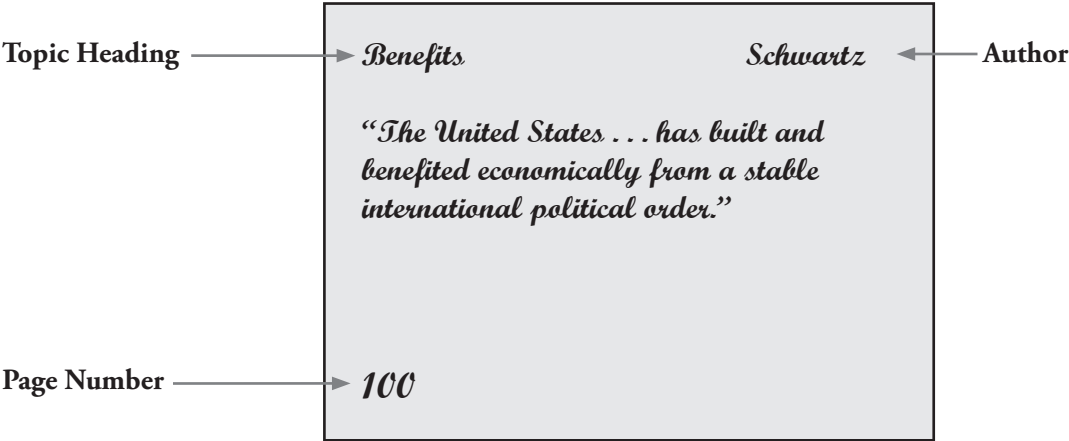 Topic Heading Benefits Schwartz Author
“The United States . . . has built and
benefited economically from a stable
international political order.”
Page Number 100